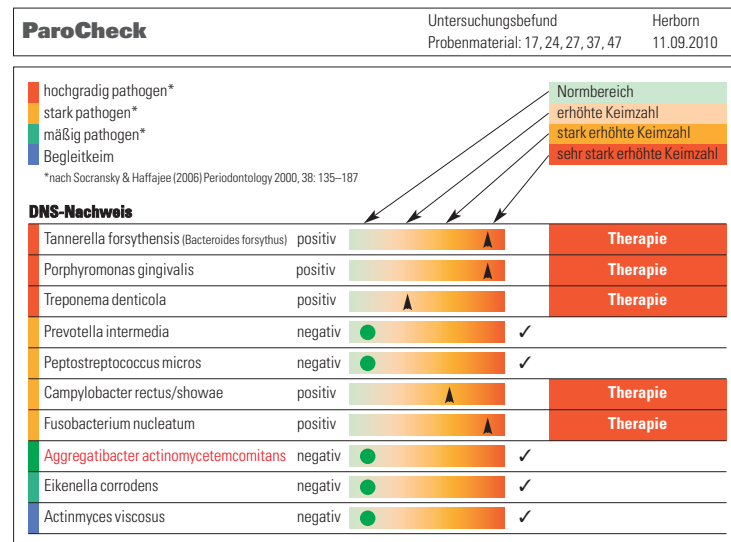 ParoCheck
Untersuchungsbefund Herborn
Probenmaterial: 17, 24, 27, 37, 47 11.09.2010
hochgradig pathogen* Normbereich
stark pathogen* erhöhte Keimzahl
mäßig pathogen* stark erhöhte Keimzahl
Begleitkeim sehr stark erhöhte Keimzahl
*nach Socransky & Haffajee (2006) Periodontology 2000, 38: 135–187
DNS-Nachweis
Tannerella forsythensis (Bacteroides forsythus) positiv Therapie
Porphyromonas gingivalis positiv Therapie
Treponema denticola positiv Therapie
Prevotella intermedia negativ ✓
Peptostreptococcus micros negativ ✓
Campylobacter rectus/showae positiv Therapie
Fusobacterium nucleatum positiv Therapie
Aggregatibacter actinomycetemcomitans negativ ✓
Eikenella corrodens negativ ✓
Actinmyces viscosus negativ ✓